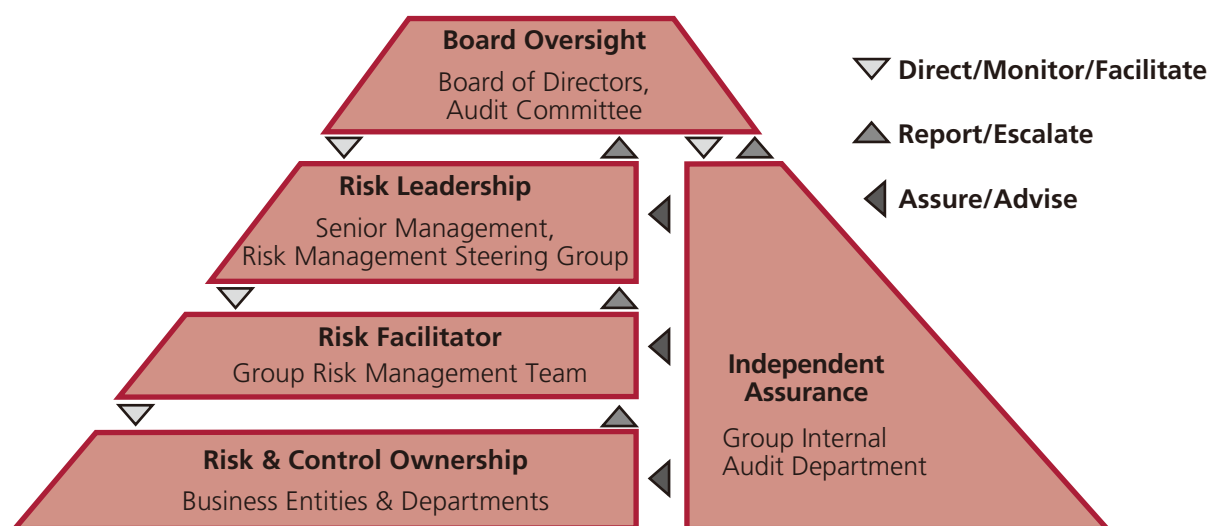 Board Oversight
Board of Directors,
Audit Committee
Direct/Monitor/Facilitate
Report/Escalate
Assure/Advise
Risk Leadership
Senior Management,
Risk Management Steering Group
Risk Facilitator
Group Risk Management Team
Risk & Control Ownership
Business Entities & Departments
Independent
Assurance
Group Internal
Audit Department